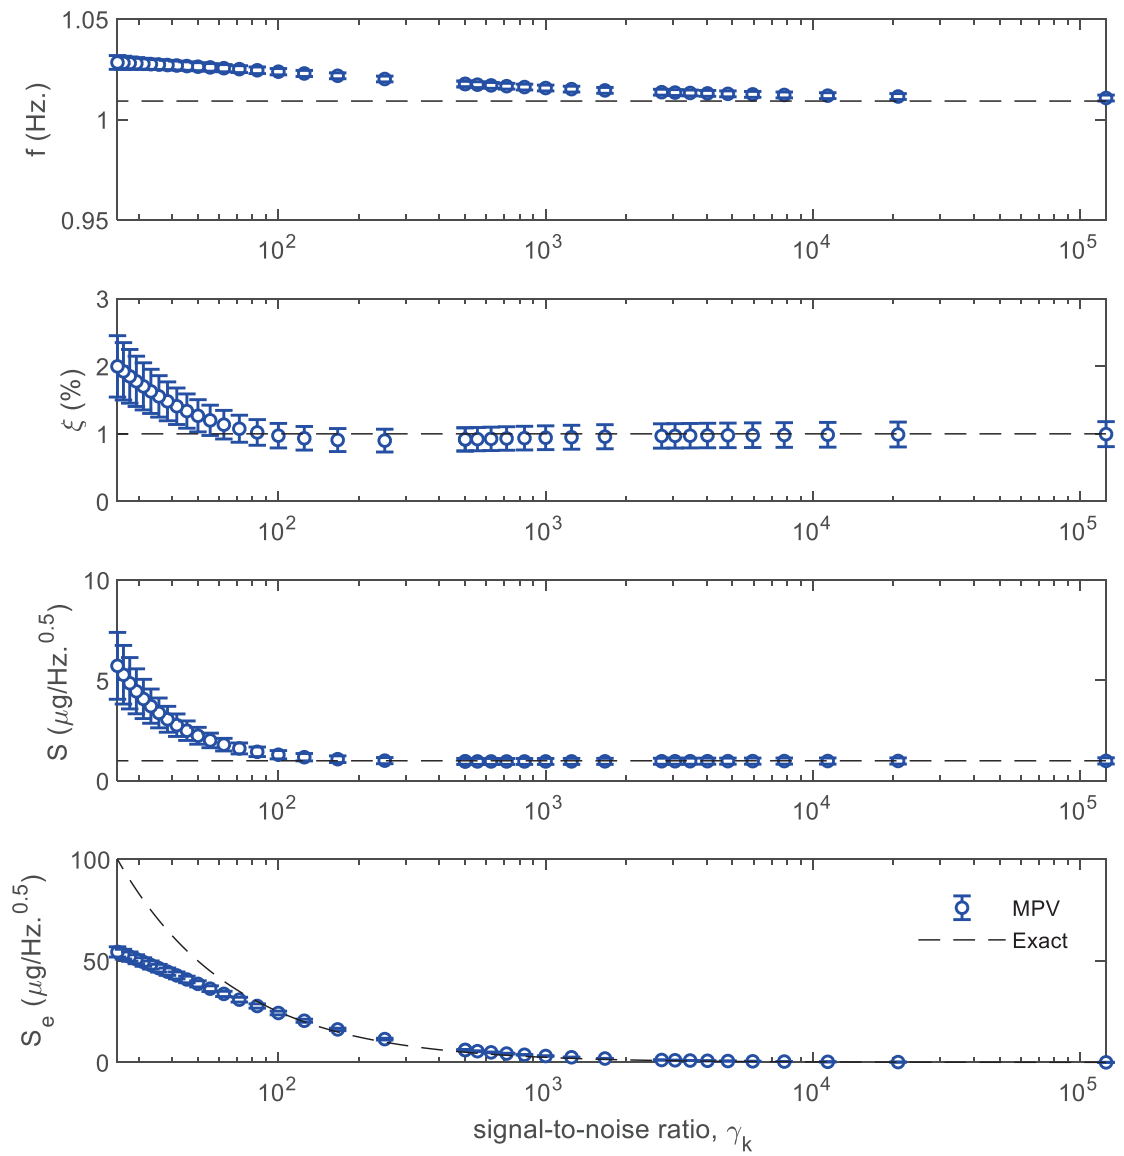 1.05
1
0.95
f (Hz.)
10^2 10^3 10^4 10^5
3
2
1
0
ξ (%)
10^2 10^3 10^4 10^5
10
5
0
S (μg/Hz.^0.5)
10^2 10^3 10^4 10^5
100
50
0
S_e (μg/Hz.^0.5)
MPV
Exact
10^2 10^3 10^4 10^5
signal-to-noise ratio, γ_k